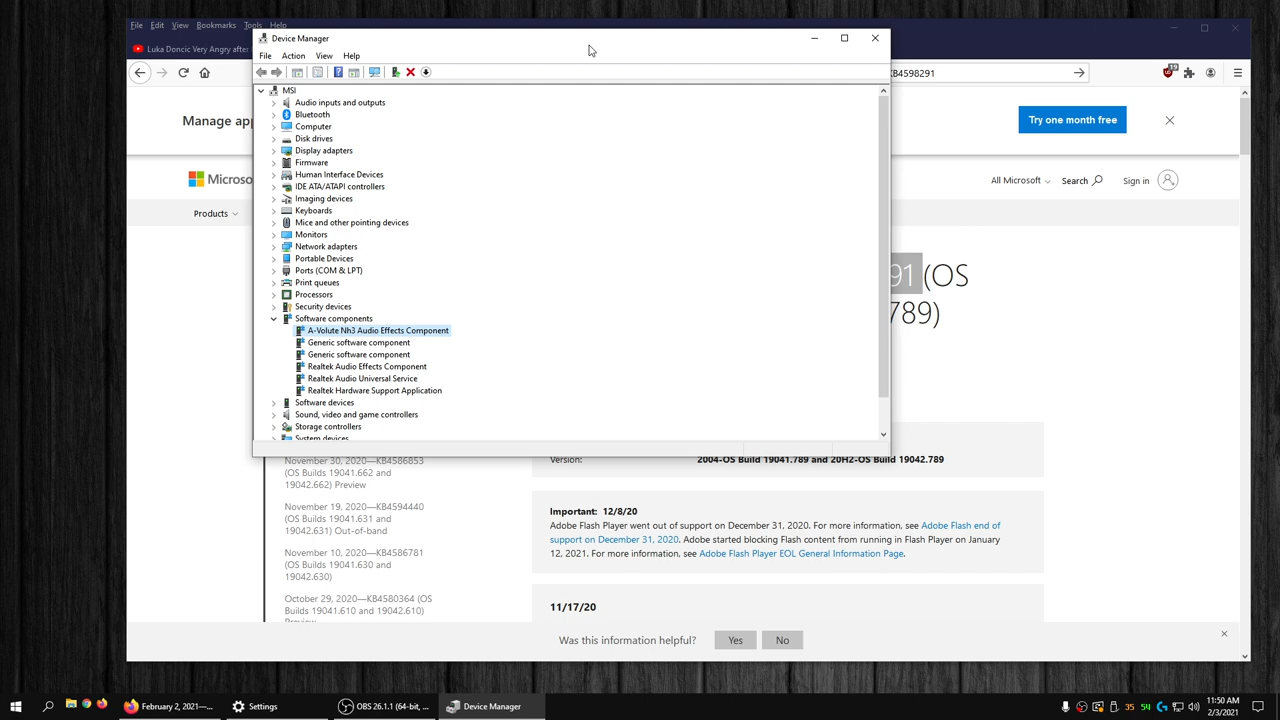 File Edit View Bookmarks Tools Help
Luka Doncic Very Angry after
Device Manager
File Action View Help
KB4598291
19
MSI
Audio inputs and outputs
Bluetooth
Computer
Disk drives
Display adapters
Firmware
Human Interface Devices
IDE ATA/ATAPI controllers
Imaging devices
Keyboards
Mice and other pointing devices
Monitors
Network adapters
Portable Devices
Ports (COM & LPT)
Print queues
Processors
Security devices
Software components
A-Volute Nh3 Audio Effects Component
Generic software component
Generic software component
Realtek Audio Effects Component
Realtek Audio Universal Service
Realtek Hardware Support Application
Software devices
Sound, video and game controllers
Storage controllers
System devices
Manage ap
Try one month free
Microso
All Microsoft
Search
Sign in
Products
91 (OS
789)
November 30, 2020—KB4586853
(OS Builds 19041.662 and
19042.662) Preview
November 19, 2020—KB4594440
(OS Builds 19041.631 and
19042.631) Out-of-band
November 10, 2020—KB4586781
(OS Builds 19041.630 and
19042.630)
October 29, 2020—KB4580364 (OS
Builds 19041.610 and 19042.610)
Preview
Version:
2004-OS Build 19041.789 and 20H2-OS Build 19042.789
Important: 12/8/20
Adobe Flash Player went out of support on December 31, 2020. For more information, see Adobe Flash end of
support on December 31, 2020. Adobe started blocking Flash content from running in Flash Player on January
12, 2021. For more information, see Adobe Flash Player EOL General Information Page.
11/17/20
Was this information helpful?
Yes
No
February 2, 2021—...
Settings
OBS 26.1.1 (64-bit, ...
Device Manager
35
54
11:50 AM
2/3/2021